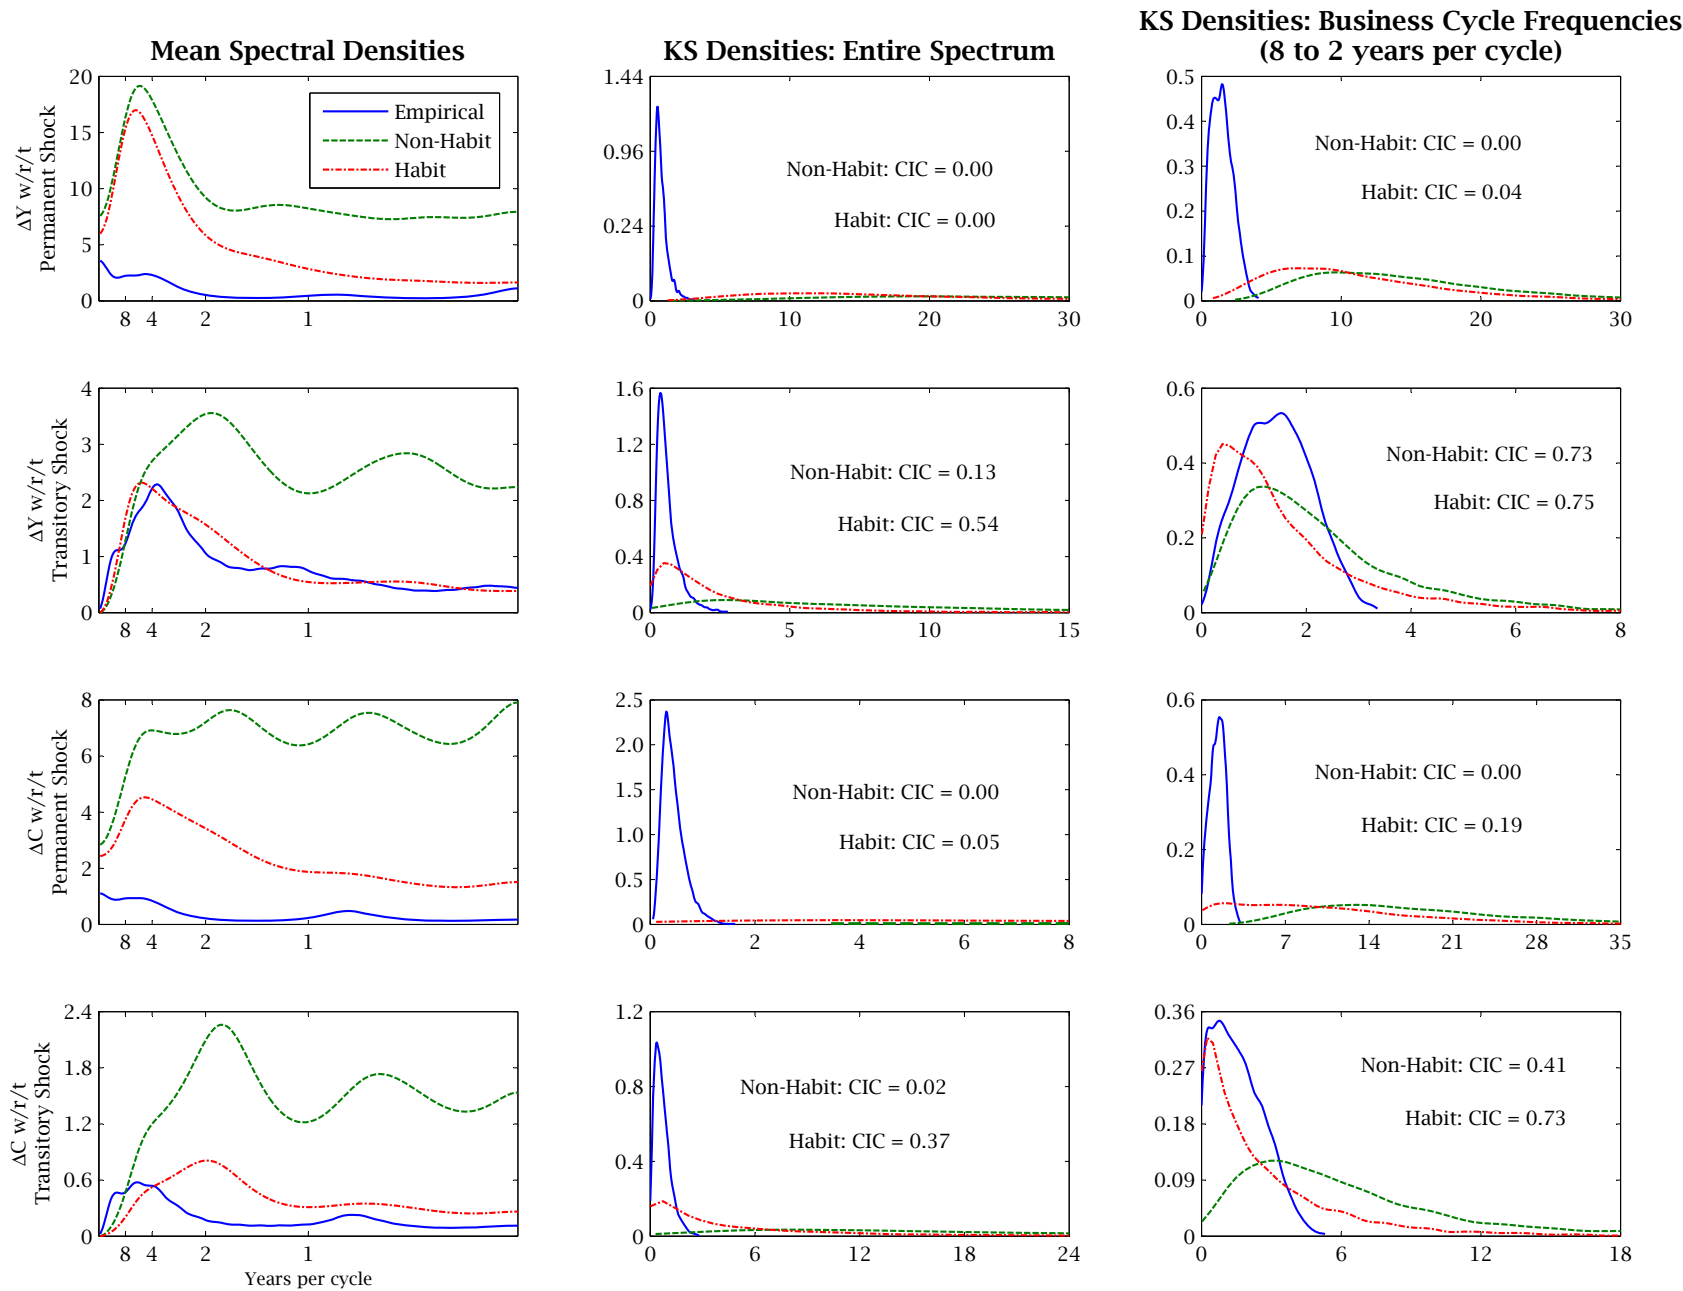 Mean Spectral Densities
KS Densities: Entire Spectrum
KS Densities: Business Cycle Frequencies
(8 to 2 years per cycle)
ΔY w/r/t
Permanent Shock
20
15
10
5
0
8 4 2 1
Empirical
Non-Habit
Habit
1.44
0.96
0.24
0
0 10 20 30
Non-Habit: CIC = 0.00
Habit: CIC = 0.00
0.5
0.4
0.3
0.2
0.1
0
0 10 20 30
Non-Habit: CIC = 0.00
Habit: CIC = 0.04
ΔY w/r/t
Transitory Shock
4
3
2
1
0
8 4 2 1
1.6
1.2
0.8
0.4
0
0 5 10 15
Non-Habit: CIC = 0.13
Habit: CIC = 0.54
0.6
0.4
0.2
0
0 2 4 6 8
Non-Habit: CIC = 0.73
Habit: CIC = 0.75
ΔC w/r/t
Permanent Shock
8
6
4
2
0
8 4 2 1
2.5
2.0
1.5
1.0
0.5
0
0 2 4 6 8
Non-Habit: CIC = 0.00
Habit: CIC = 0.05
0.6
0.4
0.2
0
0 7 14 21 28 35
Non-Habit: CIC = 0.00
Habit: CIC = 0.19
ΔC w/r/t
Transitory Shock
2.4
1.8
1.2
0.6
0
8 4 2 1
Years per cycle
1.2
0.8
0.4
0
0 6 12 18 24
Non-Habit: CIC = 0.02
Habit: CIC = 0.37
0.36
0.27
0.18
0.09
0
0 6 12 18
Non-Habit: CIC = 0.41
Habit: CIC = 0.73